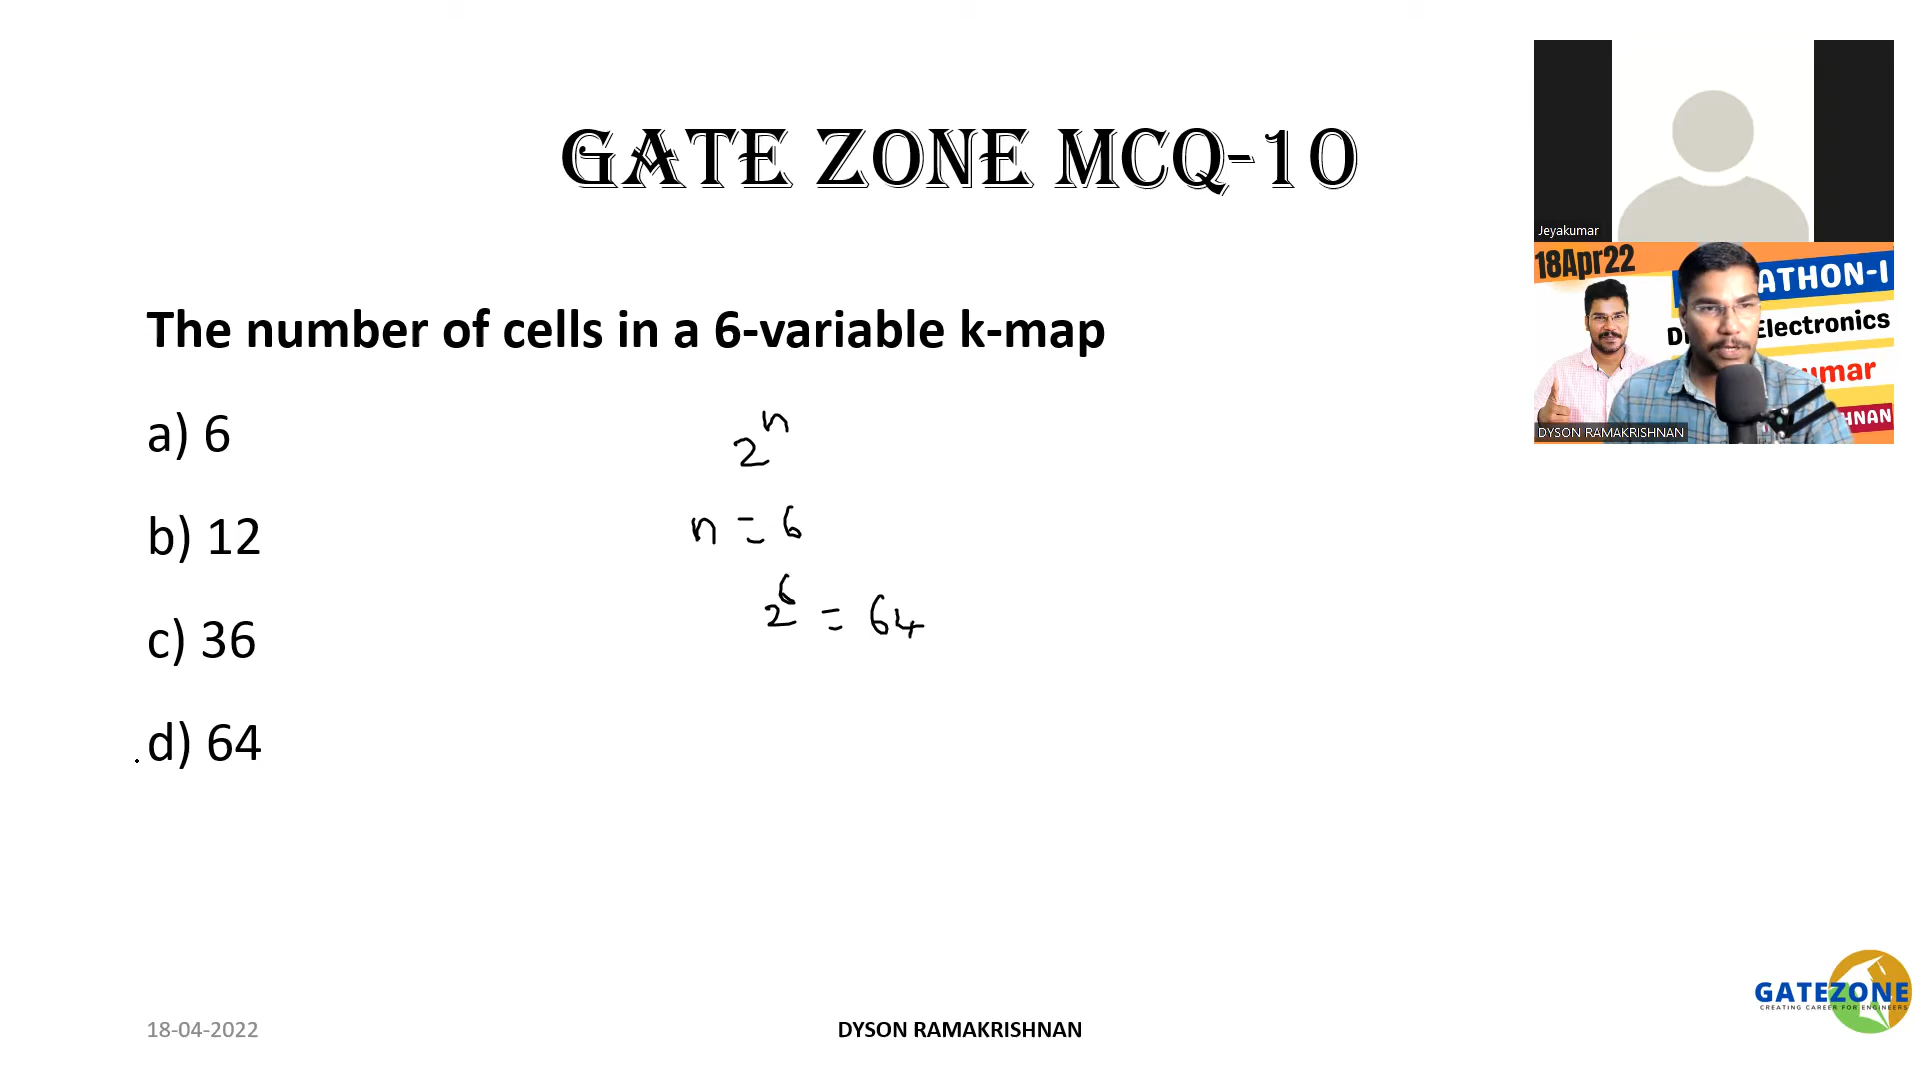 GATE ZONE MCQ-10
Jeyakumar
18Apr22
ATHON-I
Electronics
umar
HNAN
DYSON RAMAKRISHNAN
The number of cells in a 6-variable k-map
a) 6
b) 12
c) 36
d) 64
2^n
n = 6
2^6 = 64
18-04-2022
DYSON RAMAKRISHNAN
GATEZONE
CREATING CAREER FOR ENGINEERS